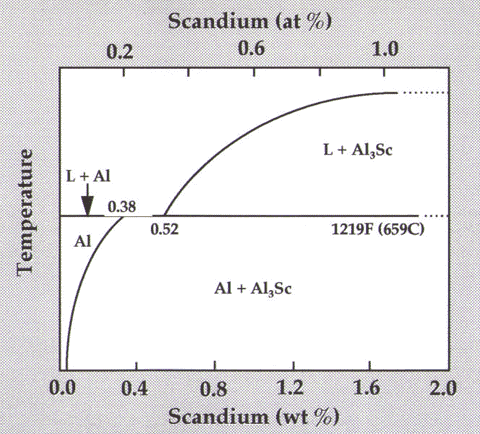 Scandium (at %)
0.2 0.6 1.0
Temperature
L + Al₃Sc
L + Al
0.38
0.52
1219F (659C)
Al
Al + Al₃Sc
0.0 0.4 0.8 1.2 1.6 2.0
Scandium (wt %)